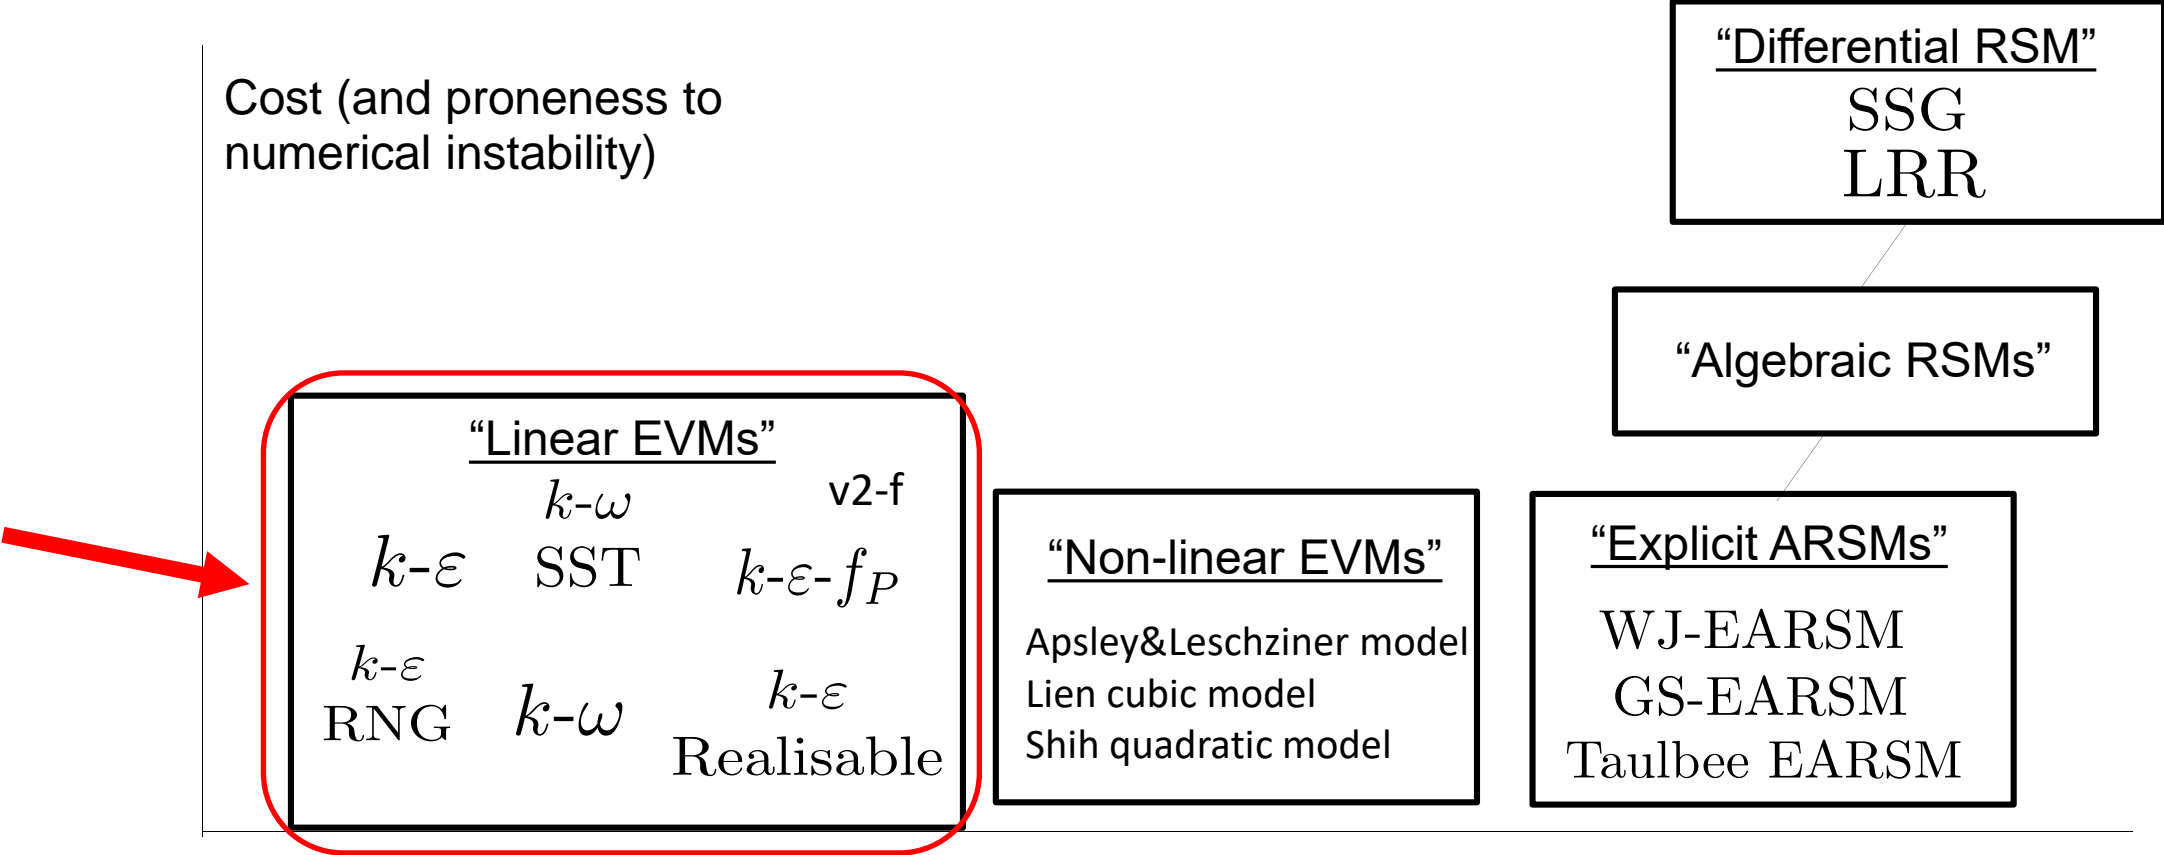 Cost (and proneness to
numerical instability)
“Differential RSM”
SSG
LRR
“Algebraic RSMs”
“Linear EVMs”
k-ω
SST
v2-f
k-ε
k-ε-f_P
k-ε
RNG
k-ω
k-ε
Realisable
“Non-linear EVMs”
Apsley&Leschziner model
Lien cubic model
Shih quadratic model
“Explicit ARSMs”
WJ-EARSM
GS-EARSM
Taulbee EARSM